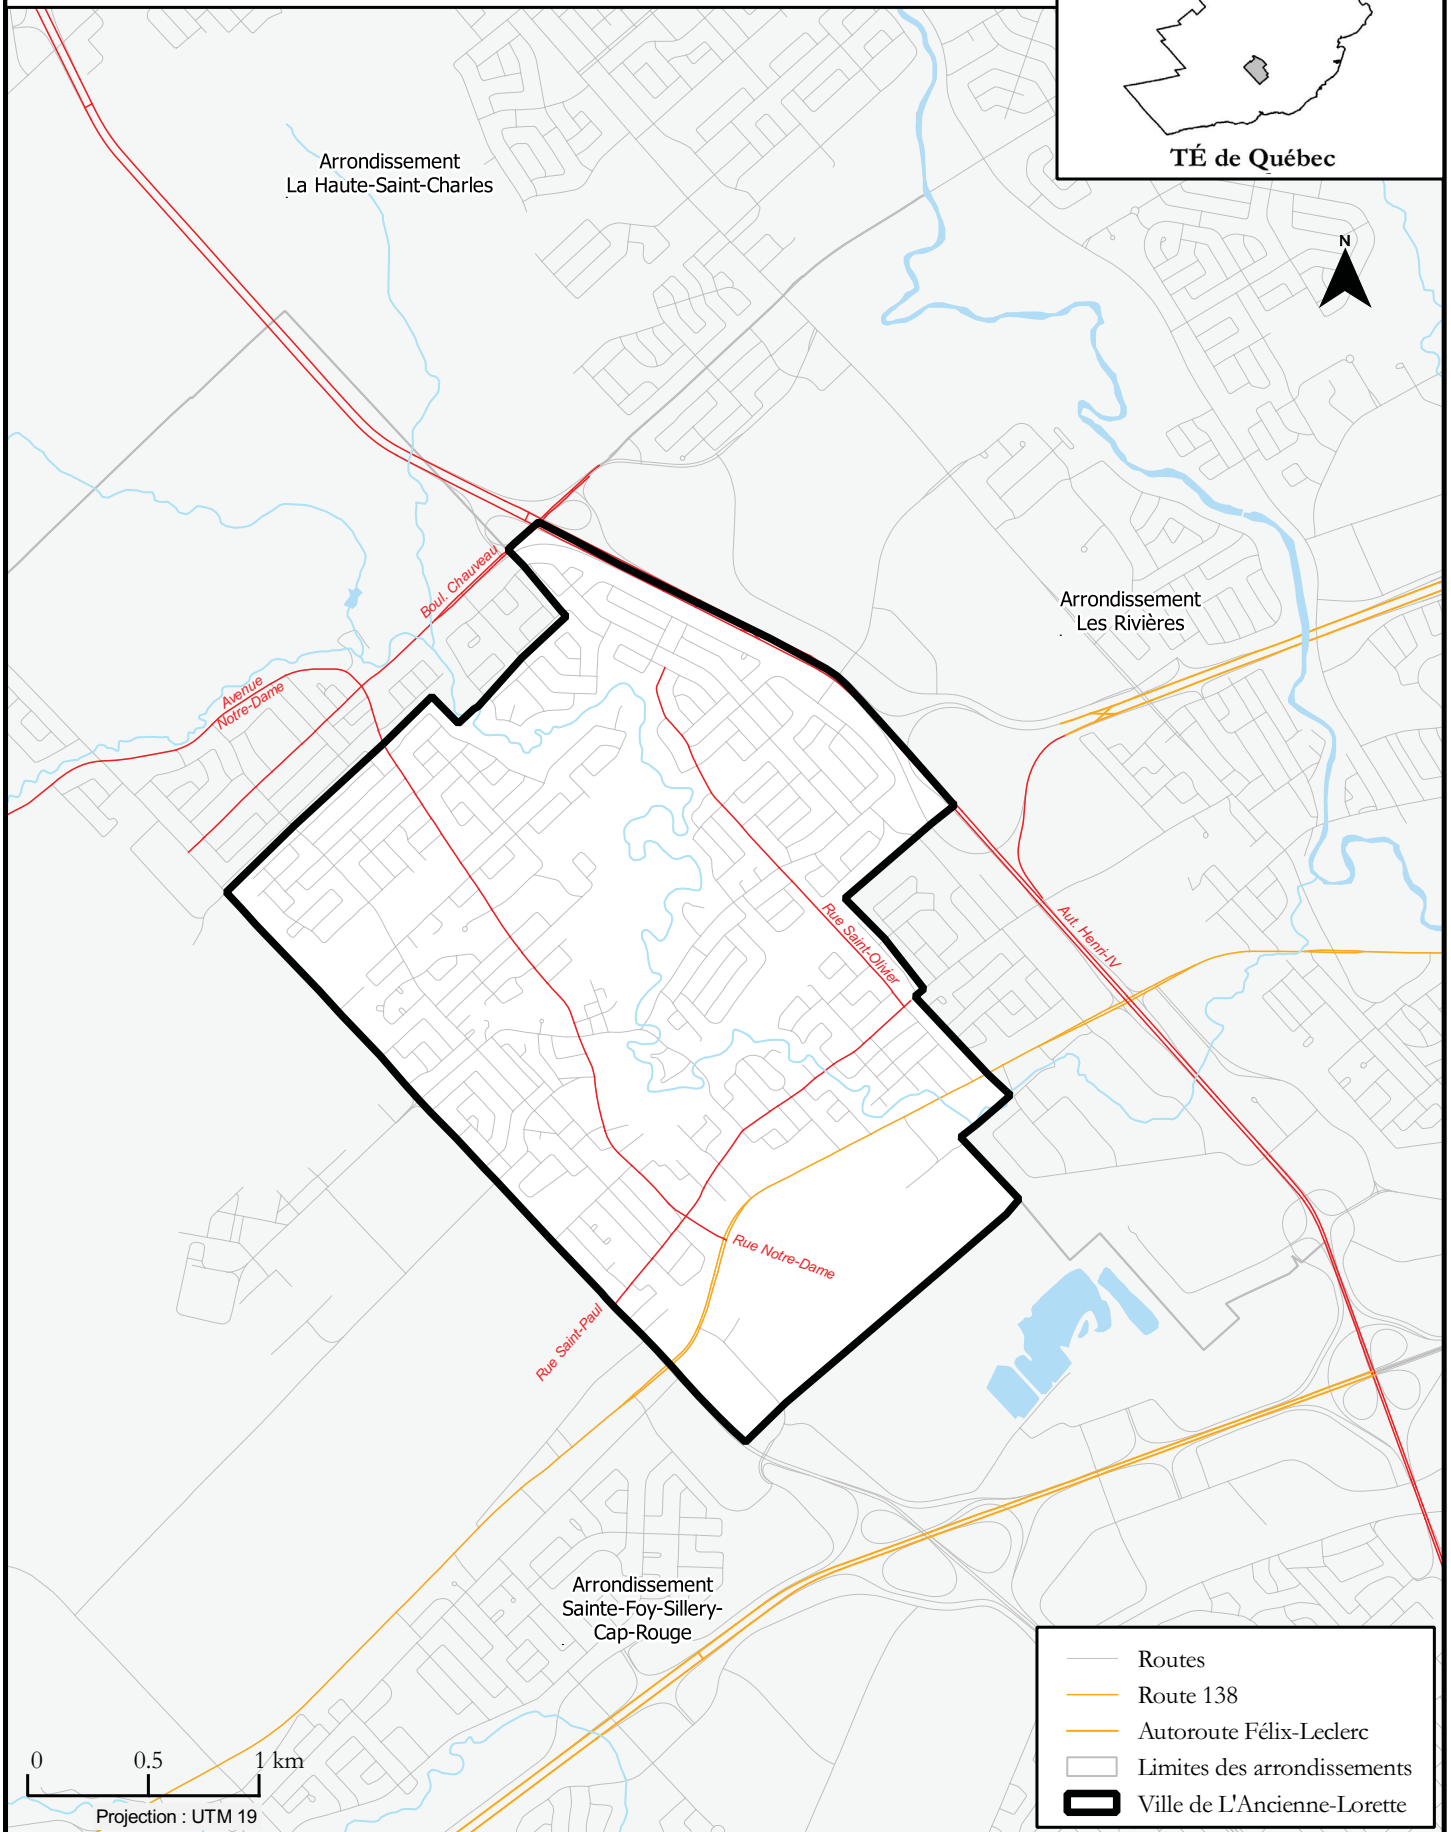 TÉ de Québec
Arrondissement
La Haute-Saint-Charles
N
Boul. Chauveau
Arrondissement
Les Rivières
Avenue
Notre-Dame
Rue Saint-Olivier
Aut. Henri-IV
Rue Notre-Dame
Rue Saint-Paul
Arrondissement
Sainte-Foy-Sillery-
Cap-Rouge
Routes
Route 138
Autoroute Félix-Leclerc
Limites des arrondissements
Ville de L'Ancienne-Lorette
0 0.5 1 km
Projection : UTM 19